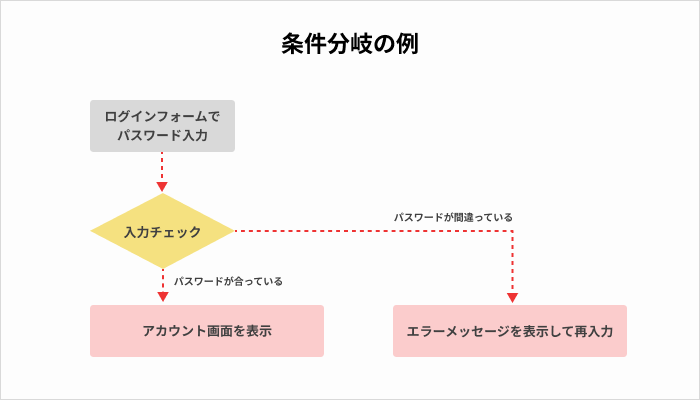 条件分岐の例
ログインフォームで
パスワード入力
入力チェック
パスワードが間違っている
パスワードが合っている
アカウント画面を表示
エラーメッセージを表示して再入力